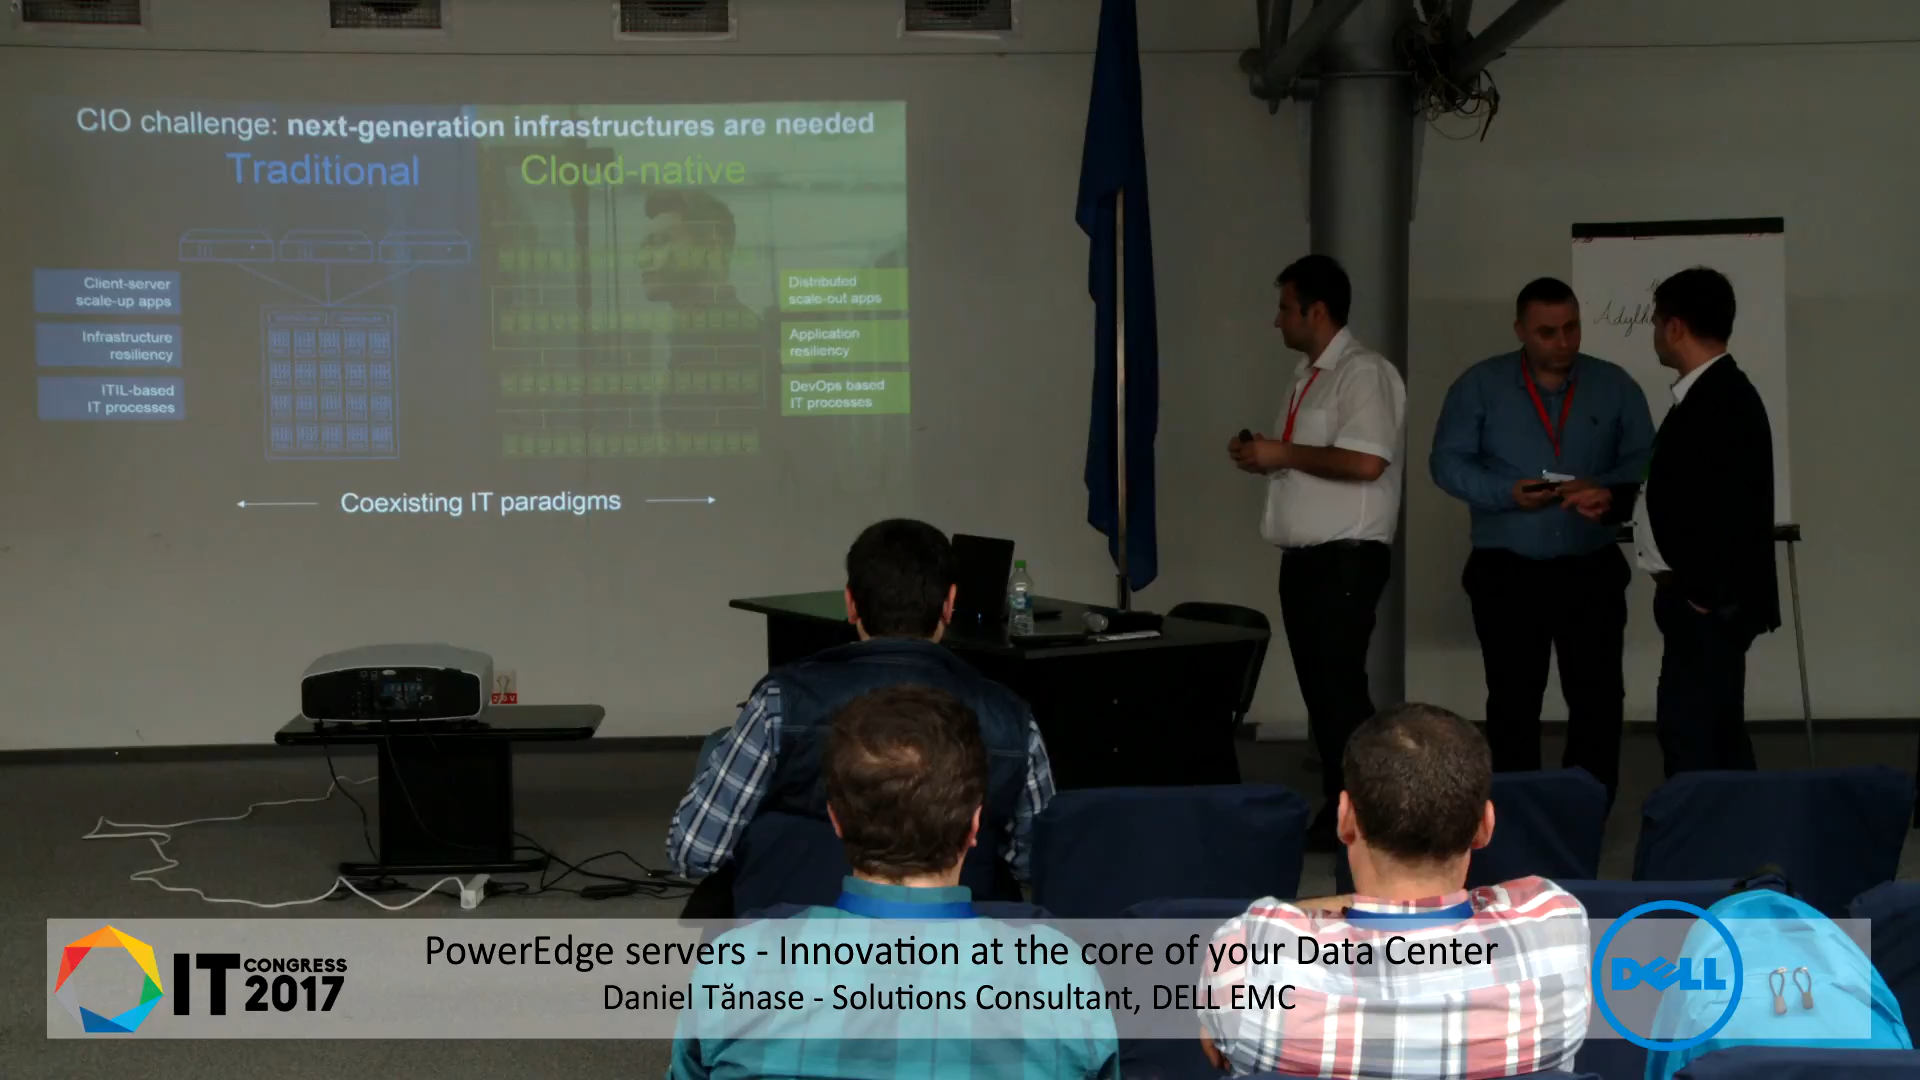 CIO challenge: next-generation infrastructures are needed
Traditional
Cloud-native
Client-server
scale-up apps
Infrastructure
resiliency
ITIL-based
IT processes
Distributed
scale-out apps
Application
resiliency
DevOps based
IT processes
Coexisting IT paradigms
230 V
IT CONGRESS
2017
PowerEdge servers - Innovation at the core of your Data Center
Daniel Tănase - Solutions Consultant, DELL EMC
DELL